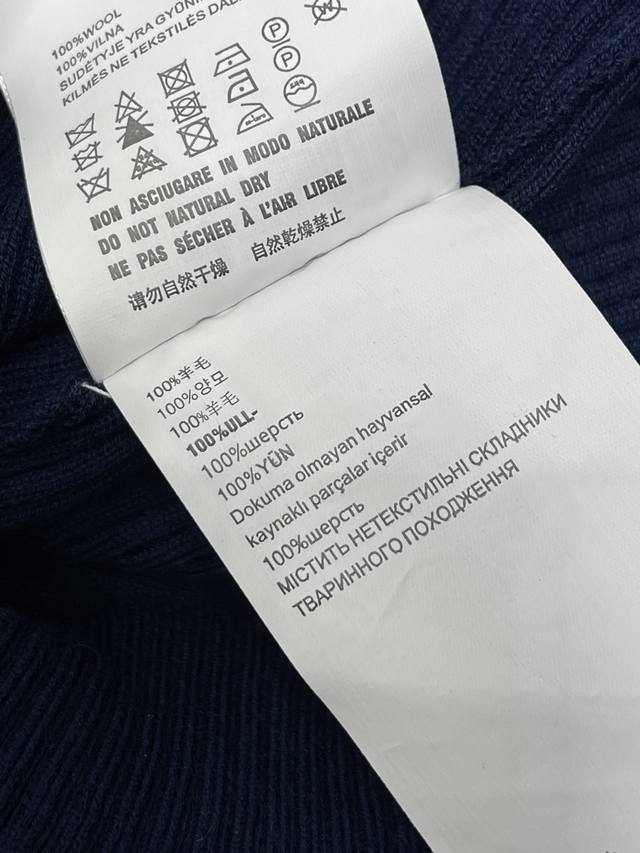 100%WOOL
100%VILNA
SUDĖTYJE YRA GYŪNI
KILMĖS NE TEKSTILĖS DAL
P
P
NON ASCIUGARE IN MODO NATURALE
DO NOT NATURAL DRY
NE PAS SÉCHER À L'AIR LIBRE
请勿自然干燥 自然乾燥禁止
100%羊毛
100%양모
100%羊毛
100%ULL-
100%шерсть
100%YÜN
Dokuma olmayan hayvansal
kaynaklı parçalar içerir
100%шерсть
МІСТИТЬ НЕТЕКСТИЛЬНІ СКЛАДНИКИ
ТВАРИННОГО ПОХОДЖЕННЯ